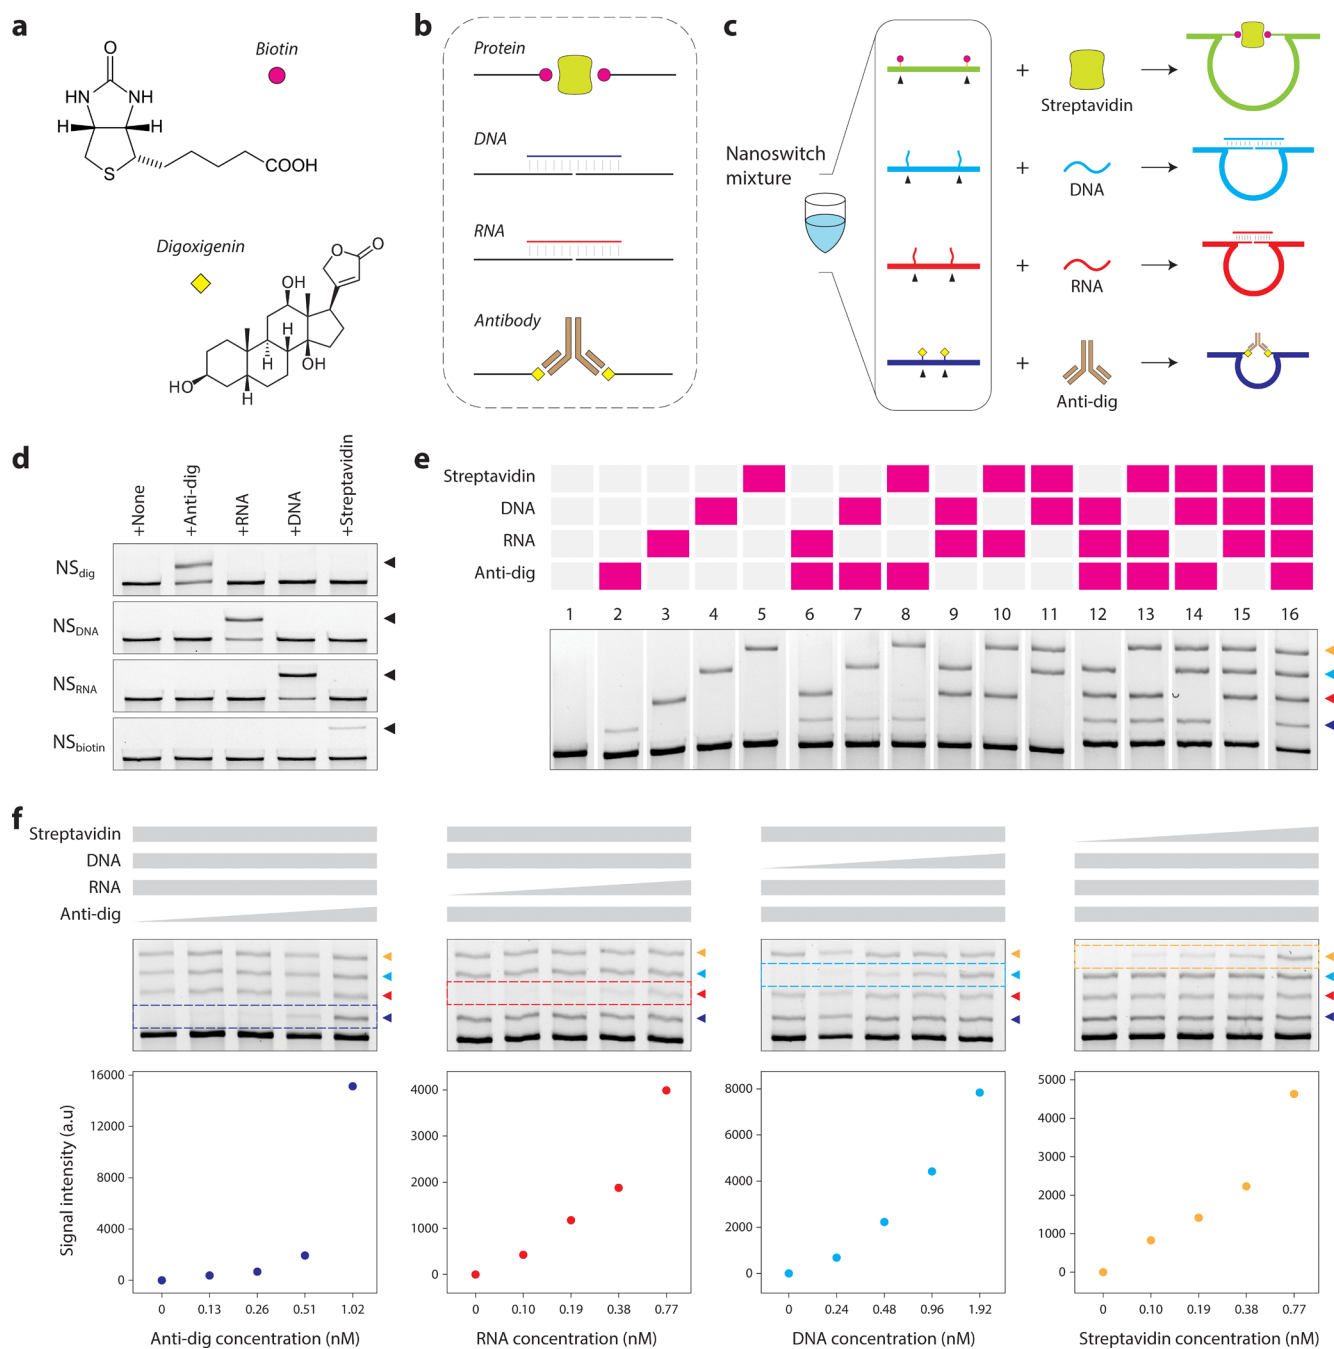 a
Biotin
O
HN
NH
H
H
S
COOH
Digoxigenin
O
O
OH
H
H
H
OH
HO
H
b
Protein
DNA
RNA
Antibody
c
Nanoswitch
mixture
+
Streptavidin
+
DNA
+
RNA
+
Anti-dig
d
+None
+Anti-dig
+RNA
+DNA
+Streptavidin
NSdig
NSDNA
NSRNA
NSbiotin
e
Streptavidin
DNA
RNA
Anti-dig
1 2 3 4 5 6 7 8 9 10 11 12 13 14 15 16
f
Streptavidin
DNA
RNA
Anti-dig
Signal intensity (a.u)
16000
12000
8000
4000
0
0 0.13 0.26 0.51 1.02
Anti-dig concentration (nM)
4000
3000
2000
1000
0
0 0.10 0.19 0.38 0.77
RNA concentration (nM)
8000
6000
4000
2000
0
0 0.24 0.48 0.96 1.92
DNA concentration (nM)
5000
4000
3000
2000
1000
0
0 0.10 0.19 0.38 0.77
Streptavidin concentration (nM)